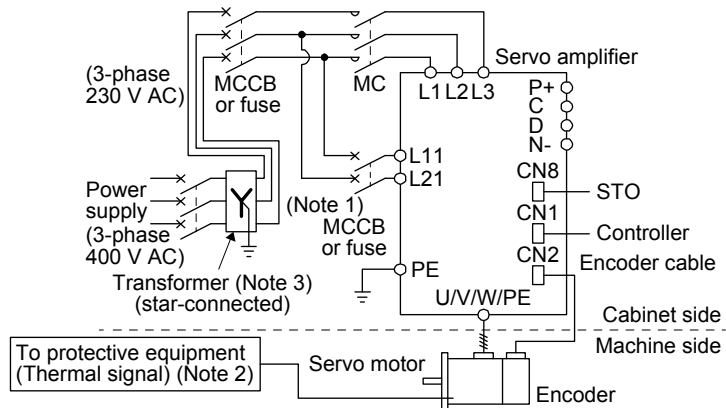 (3-phase
230 V AC)
MCCB
or fuse
MC
Servo amplifier
L1 L2 L3
P+
C
D
N-
L11
L21
CN8
STO
CN1
Controller
CN2
Encoder cable
Power
supply
(3-phase
400 V AC)
(Note 1)
MCCB
or fuse
Transformer (Note 3)
(star-connected)
PE
U/V/W/PE
Cabinet side
Machine side
To protective equipment
(Thermal signal) (Note 2)
Servo motor
Encoder